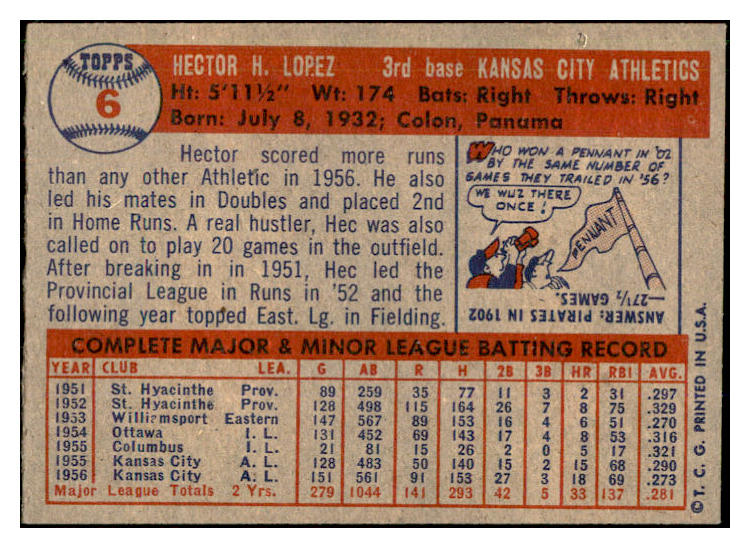 TOPPS
6
HECTOR H. LOPEZ 3rd base KANSAS CITY ATHLETICS
Ht: 5'11½" Wt: 174 Bats: Right Throws: Right
Born: July 8, 1932; Colon, Panama
Hector scored more runs
than any other Athletic in 1956. He also
led his mates in Doubles and placed 2nd
in Home Runs. A real hustler, Hec was also
called on to play 20 games in the outfield.
After breaking in in 1951, Hec led the
Provincial League in Runs in '52 and the
following year topped East. Lg. in Fielding.
WHO WON A PENNANT IN '02
BY THE SAME NUMBER OF
GAMES THEY TRAILED IN '56?
WE WUZ THERE
ONCE!
PENNANT
ANSWER: PIRATES IN 1902
—27½ GAMES.
COMPLETE MAJOR & MINOR LEAGUE BATTING RECORD
YEAR CLUB LEA. G AB R H 2B 3B HR RBI AVG.
1951 St. Hyacinthe Prov. 89 259 35 77 11 3 2 31 .297
1952 St. Hyacinthe Prov. 128 498 115 164 26 7 8 75 .329
1953 Williamsport Eastern 147 567 89 153 16 4 6 51 .270
1954 Ottawa I. L. 131 452 69 143 17 4 8 53 .316
1955 Columbus I. L. 21 81 15 26 2 0 5 17 .321
1955 Kansas City A. L. 128 483 50 140 15 2 15 68 .290
1956 Kansas City A. L. 151 561 91 153 27 3 18 69 .273
Major League Totals 2 Yrs. 279 1044 141 293 42 5 33 137 .281
©T. C. G. PRINTED IN U.S.A.